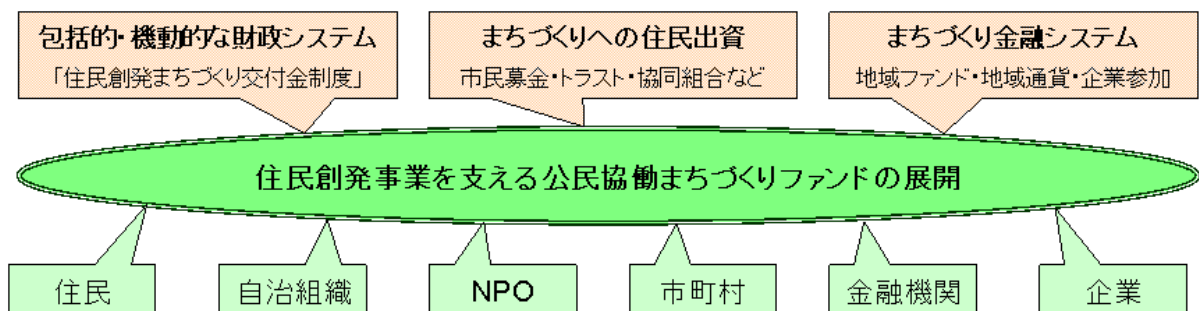 包括的・機動的な財政システム
「住民創発まちづくり交付金制度」
まちづくりへの住民出資
市民募金・トラスト・協同組合など
まちづくり金融システム
地域ファンド・地域通貨・企業参加
住民創発事業を支える公民協働まちづくりファンドの展開
住民
自治組織
NPO
市町村
金融機関
企業